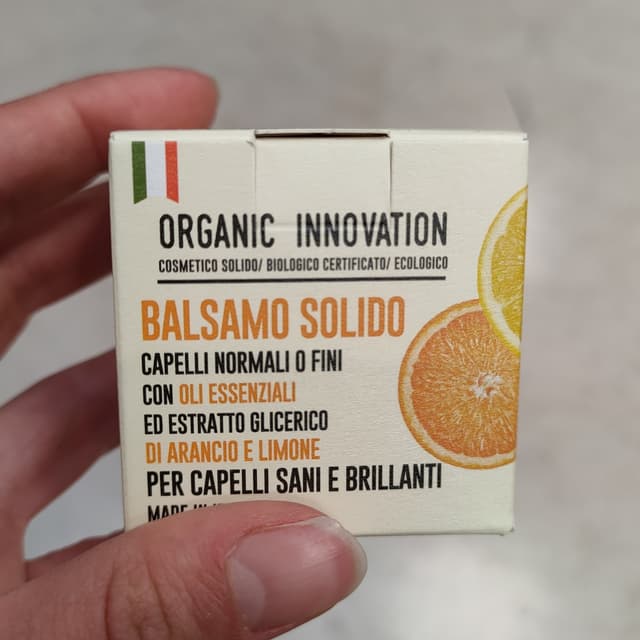 ORGANIC INNOVATION
COSMETICO SOLIDO/ BIOLOGICO CERTIFICATO/ ECOLOGICO
BALSAMO SOLIDO
CAPELLI NORMALI O FINI
CON OLI ESSENZIALI
ED ESTRATTO GLICERICO
DI ARANCIO E LIMONE
PER CAPELLI SANI E BRILLANTI
MADE